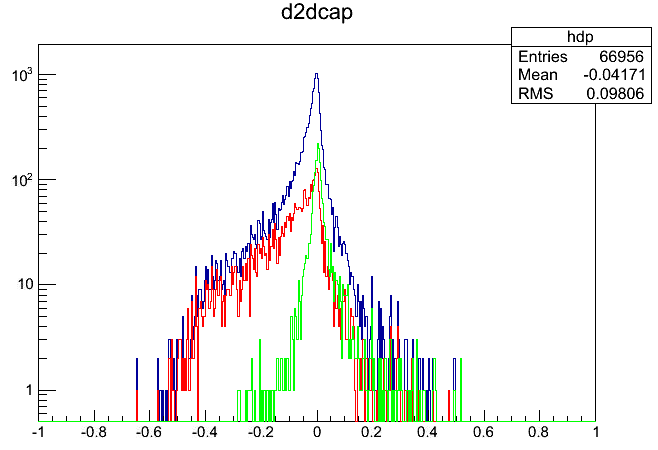 d2dcap
hdp
Entries 66956
Mean -0.04171
RMS 0.09806
10³
10²
10
1
-1 -0.8 -0.6 -0.4 -0.2 0 0.2 0.4 0.6 0.8 1